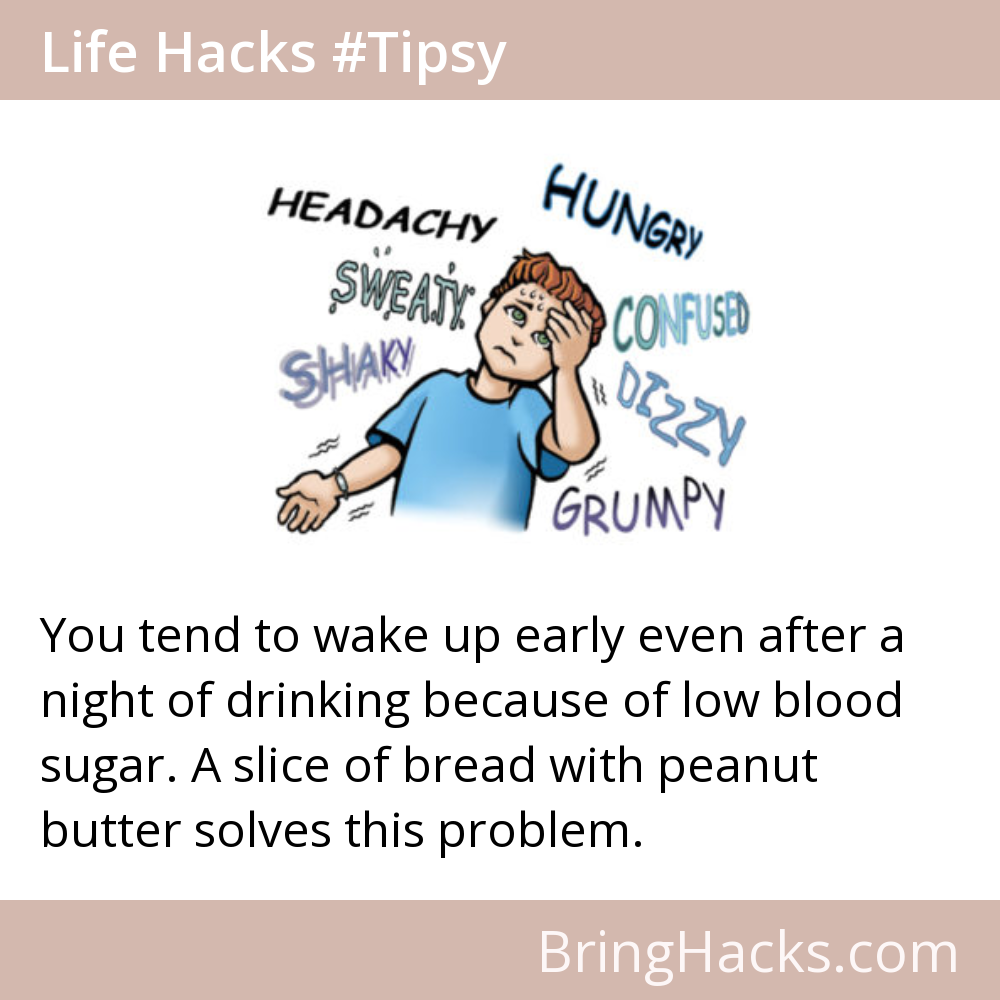 Life Hacks #Tipsy
HEADACHY
HUNGRY
SWEATY
CONFUSED
SHAKY
DIZZY
GRUMPY
You tend to wake up early even after a
night of drinking because of low blood
sugar. A slice of bread with peanut
butter solves this problem.
BringHacks.com